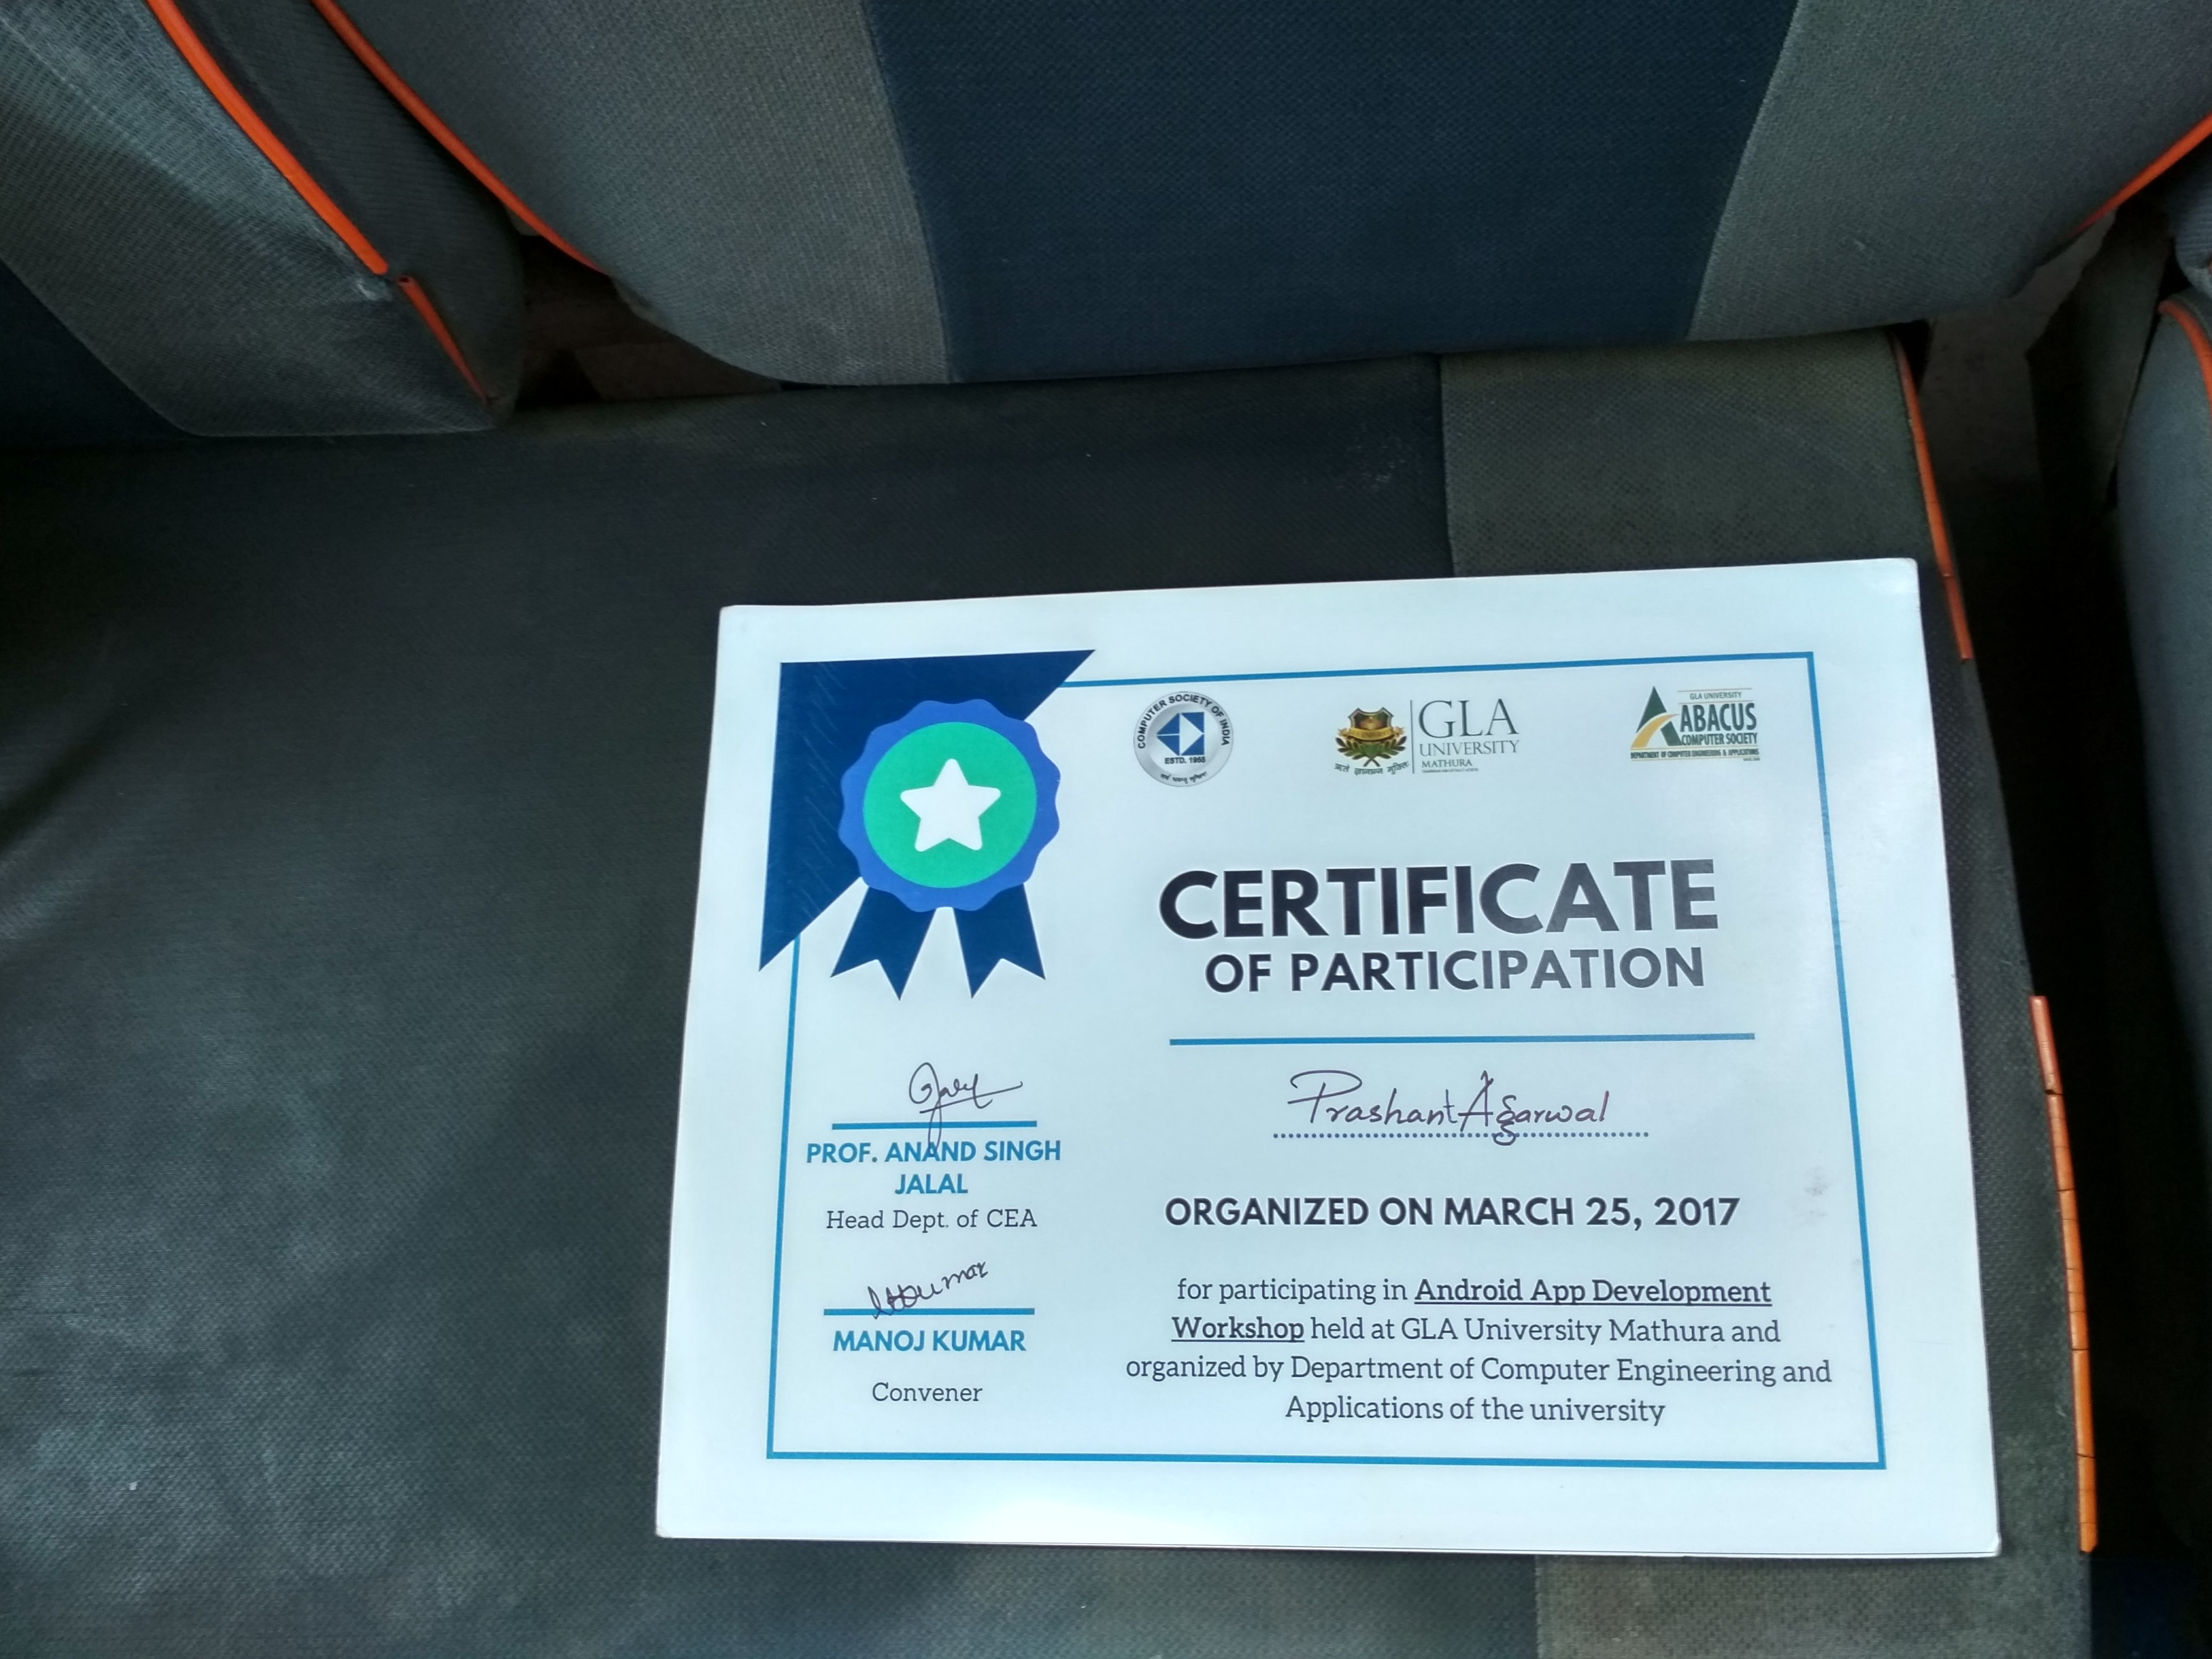 COMPUTER SOCIETY OF INDIA
ESTD. 1965
GLA
UNIVERSITY
MATHURA
GLA UNIVERSITY
ABACUS
COMPUTER SOCIETY
DEPARTMENT OF COMPUTER ENGINEERING & APPLICATIONS
CERTIFICATE
OF PARTICIPATION
Prashant Agarwal
ORGANIZED ON MARCH 25, 2017
for participating in Android App Development
Workshop held at GLA University Mathura and
organized by Department of Computer Engineering and
Applications of the university
PROF. ANAND SINGH
JALAL
Head Dept. of CEA
MANOJ KUMAR
Convener